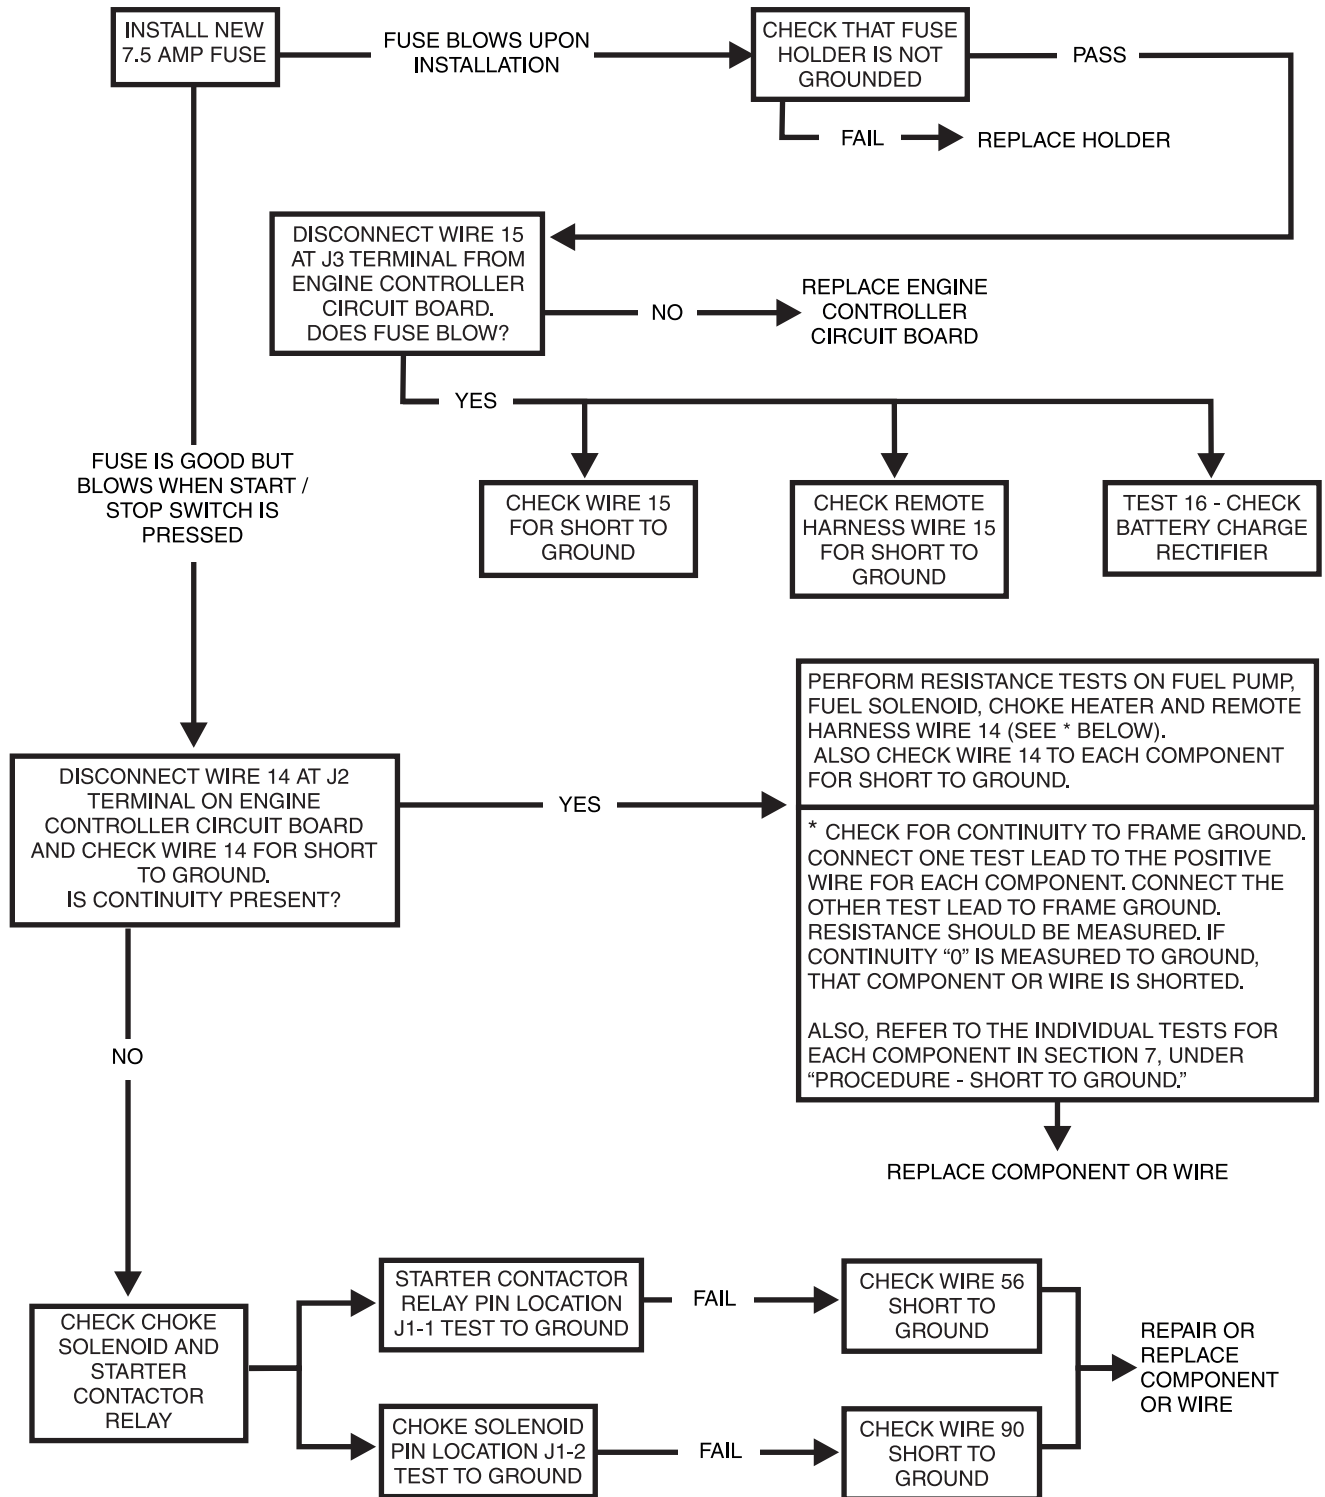 INSTALL NEW
7.5 AMP FUSE
FUSE BLOWS UPON
INSTALLATION
CHECK THAT FUSE
HOLDER IS NOT
GROUNDED
PASS
FAIL
REPLACE HOLDER
DISCONNECT WIRE 15
AT J3 TERMINAL FROM
ENGINE CONTROLLER
CIRCUIT BOARD.
DOES FUSE BLOW?
NO
REPLACE ENGINE
CONTROLLER
CIRCUIT BOARD
YES
CHECK WIRE 15
FOR SHORT TO
GROUND
CHECK REMOTE
HARNESS WIRE 15
FOR SHORT TO
GROUND
TEST 16 - CHECK
BATTERY CHARGE
RECTIFIER
FUSE IS GOOD BUT
BLOWS WHEN START /
STOP SWITCH IS
PRESSED
DISCONNECT WIRE 14 AT J2
TERMINAL ON ENGINE
CONTROLLER CIRCUIT BOARD
AND CHECK WIRE 14 FOR SHORT
TO GROUND.
IS CONTINUITY PRESENT?
YES
PERFORM RESISTANCE TESTS ON FUEL PUMP,
FUEL SOLENOID, CHOKE HEATER AND REMOTE
HARNESS WIRE 14 (SEE * BELOW).
ALSO CHECK WIRE 14 TO EACH COMPONENT
FOR SHORT TO GROUND.
* CHECK FOR CONTINUITY TO FRAME GROUND.
CONNECT ONE TEST LEAD TO THE POSITIVE
WIRE FOR EACH COMPONENT. CONNECT THE
OTHER TEST LEAD TO FRAME GROUND.
RESISTANCE SHOULD BE MEASURED. IF
CONTINUITY “0” IS MEASURED TO GROUND,
THAT COMPONENT OR WIRE IS SHORTED.
ALSO, REFER TO THE INDIVIDUAL TESTS FOR
EACH COMPONENT IN SECTION 7, UNDER
“PROCEDURE - SHORT TO GROUND.”
REPLACE COMPONENT OR WIRE
NO
CHECK CHOKE
SOLENOID AND
STARTER
CONTACTOR
RELAY
STARTER CONTACTOR
RELAY PIN LOCATION
J1-1 TEST TO GROUND
FAIL
CHECK WIRE 56
SHORT TO
GROUND
CHOKE SOLENOID
PIN LOCATION J1-2
TEST TO GROUND
FAIL
CHECK WIRE 90
SHORT TO
GROUND
REPAIR OR
REPLACE
COMPONENT
OR WIRE